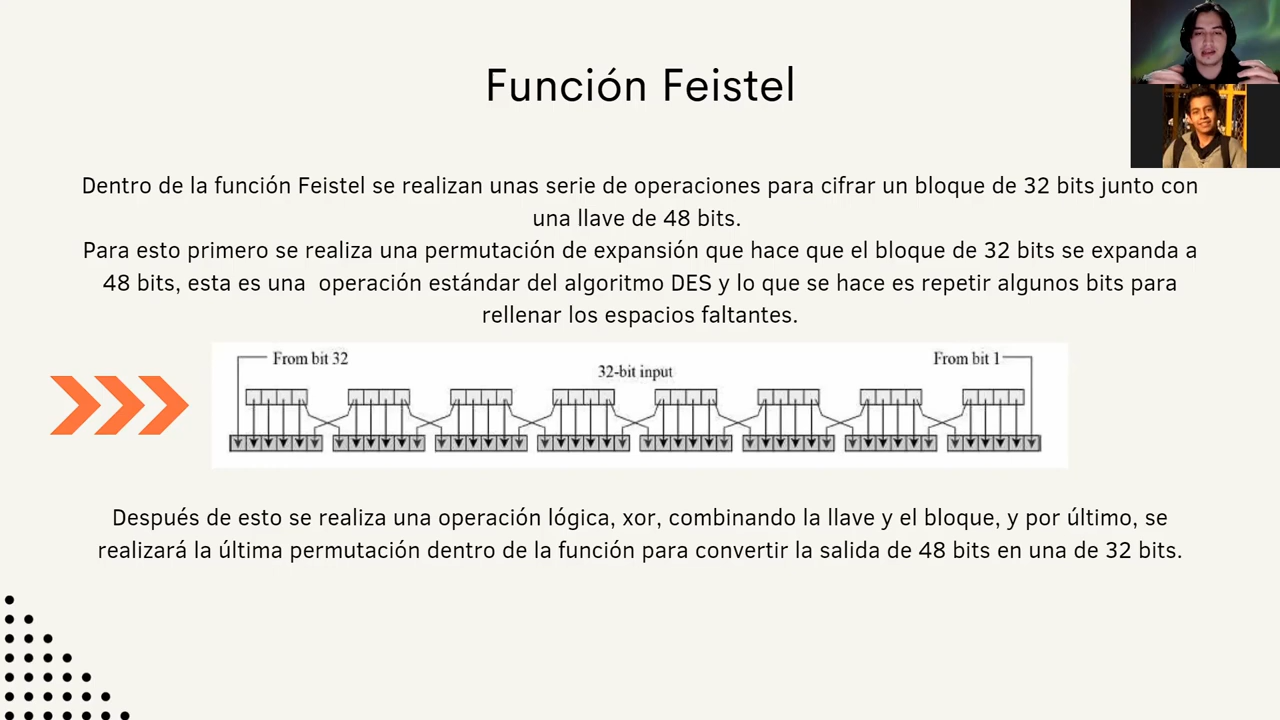 Función Feistel
Dentro de la función Feistel se realizan unas serie de operaciones para cifrar un bloque de 32 bits junto con
una llave de 48 bits.
Para esto primero se realiza una permutación de expansión que hace que el bloque de 32 bits se expanda a
48 bits, esta es una  operación estándar del algoritmo DES y lo que se hace es repetir algunos bits para
rellenar los espacios faltantes.
From bit 32
32-bit input
From bit 1
Después de esto se realiza una operación lógica, xor, combinando la llave y el bloque, y por último, se
realizará la última permutación dentro de la función para convertir la salida de 48 bits en una de 32 bits.